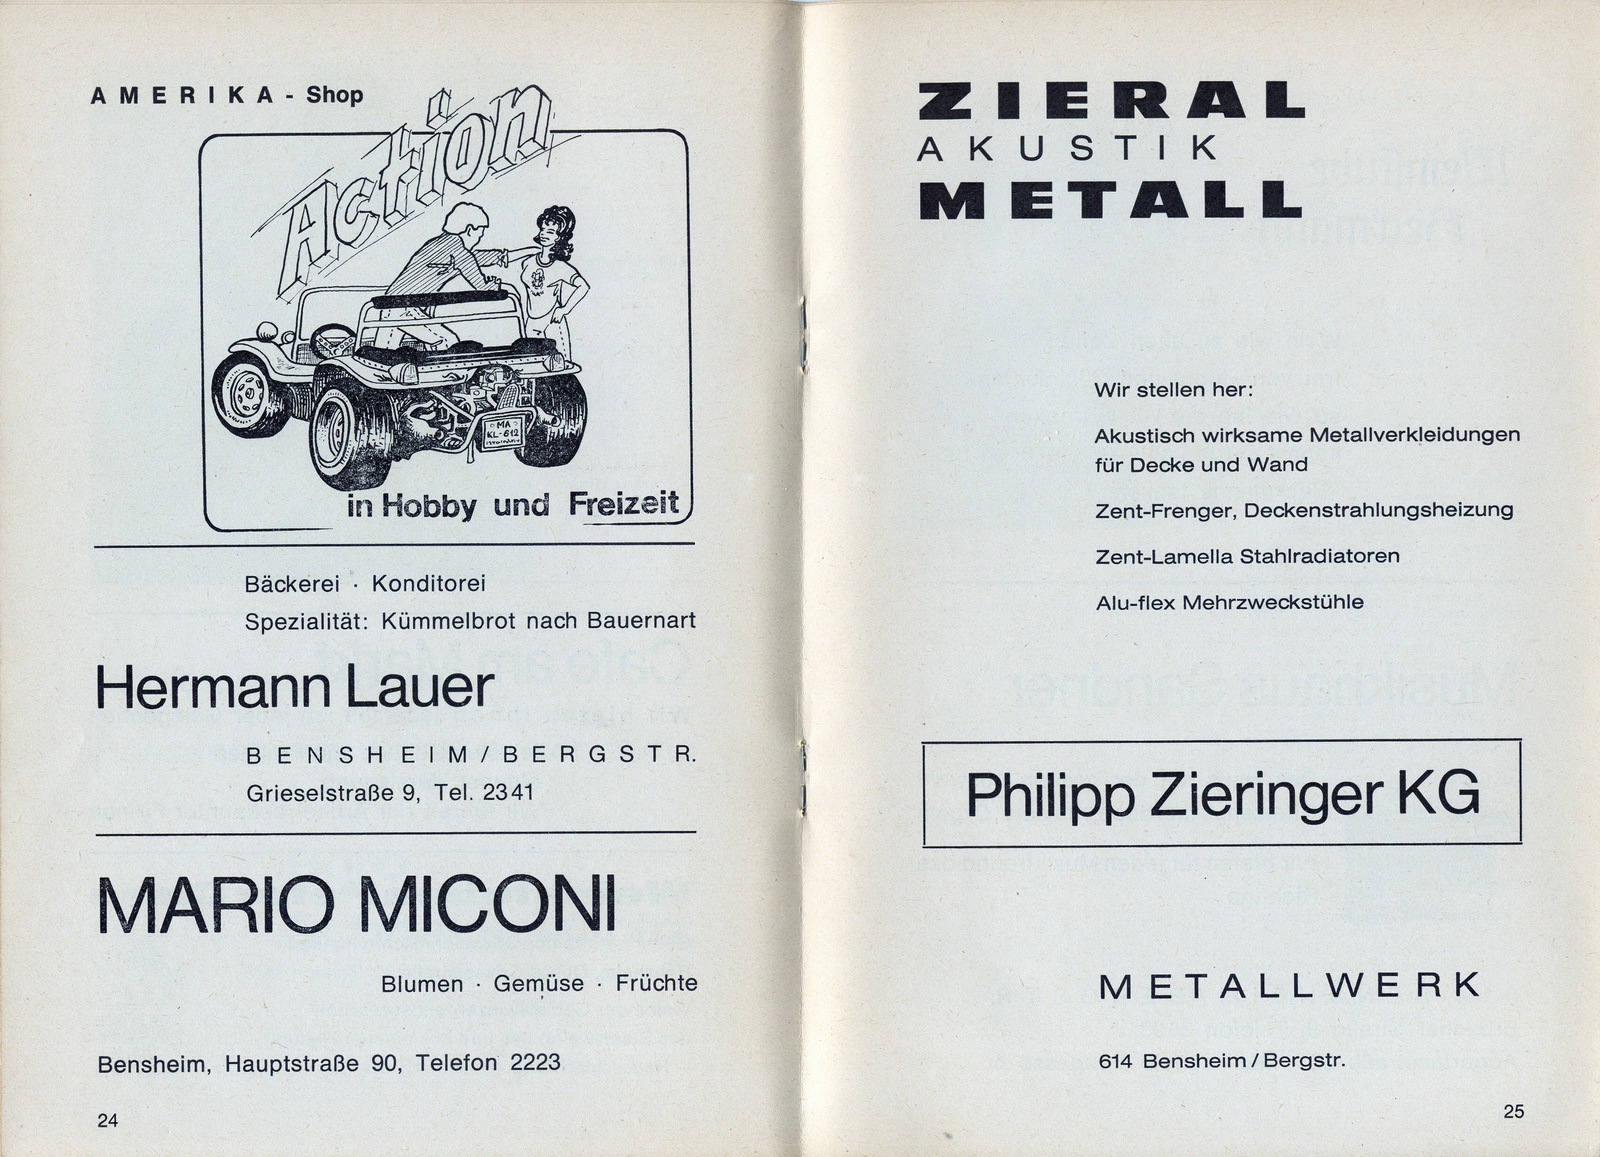 AMERIKA - Shop
Action
MA
KL-612
in Hobby und Freizeit
Bäckerei · Konditorei
Spezialität: Kümmelbrot nach Bauernart
Hermann Lauer
BENSHEIM/BERGSTR.
Grieselstraße 9, Tel. 2341
MARIO MICONI
Blumen · Gemüse · Früchte
Bensheim, Hauptstraße 90, Telefon 2223
24
ZIERAL
AKUSTIK
METALL
Wir stellen her:
Akustisch wirksame Metallverkleidungen
für Decke und Wand
Zent-Frenger, Deckenstrahlungsheizung
Zent-Lamella Stahlradiatoren
Alu-flex Mehrzweckstühle
Philipp Zieringer KG
METALLWERK
614 Bensheim / Bergstr.
25